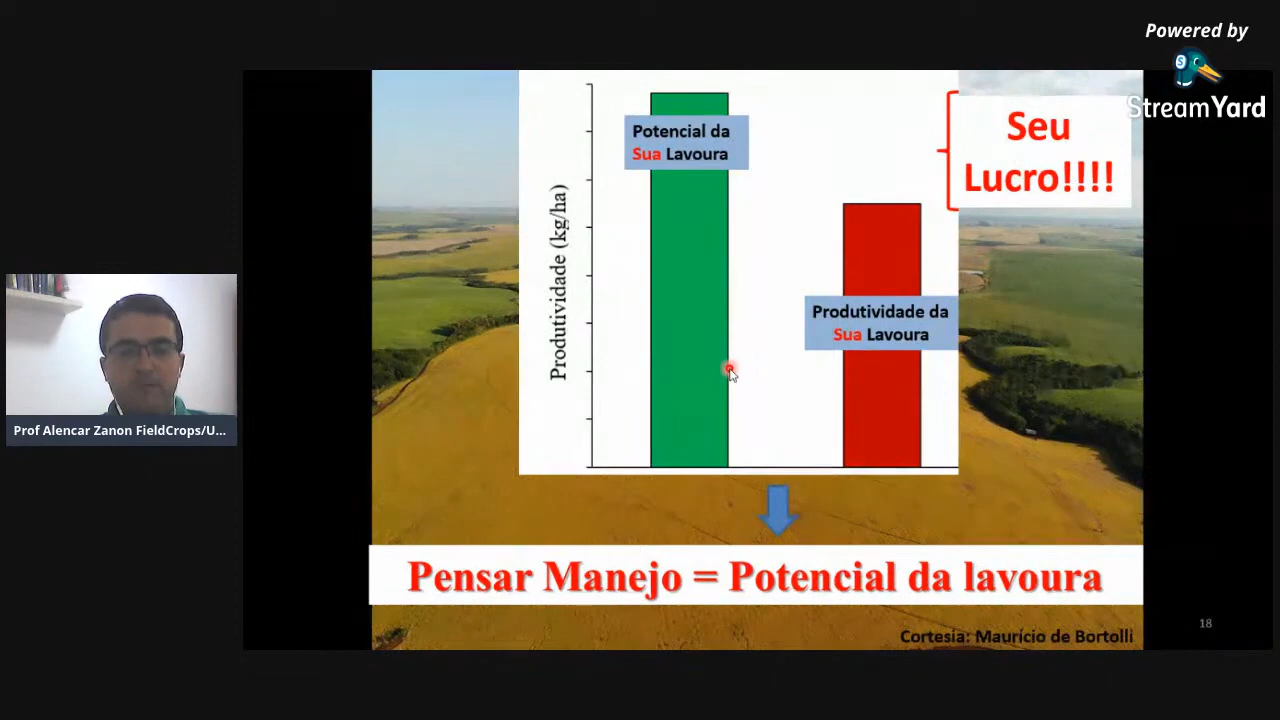 Powered by
StreamYard
Potencial da
Sua Lavoura
Seu
Lucro!!!!
Produtividade (kg/ha)
Produtividade da
Sua Lavoura
Prof Alencar Zanon FieldCrops/U...
Pensar Manejo = Potencial da lavoura
18
Cortesia: Maurício de Bortolli